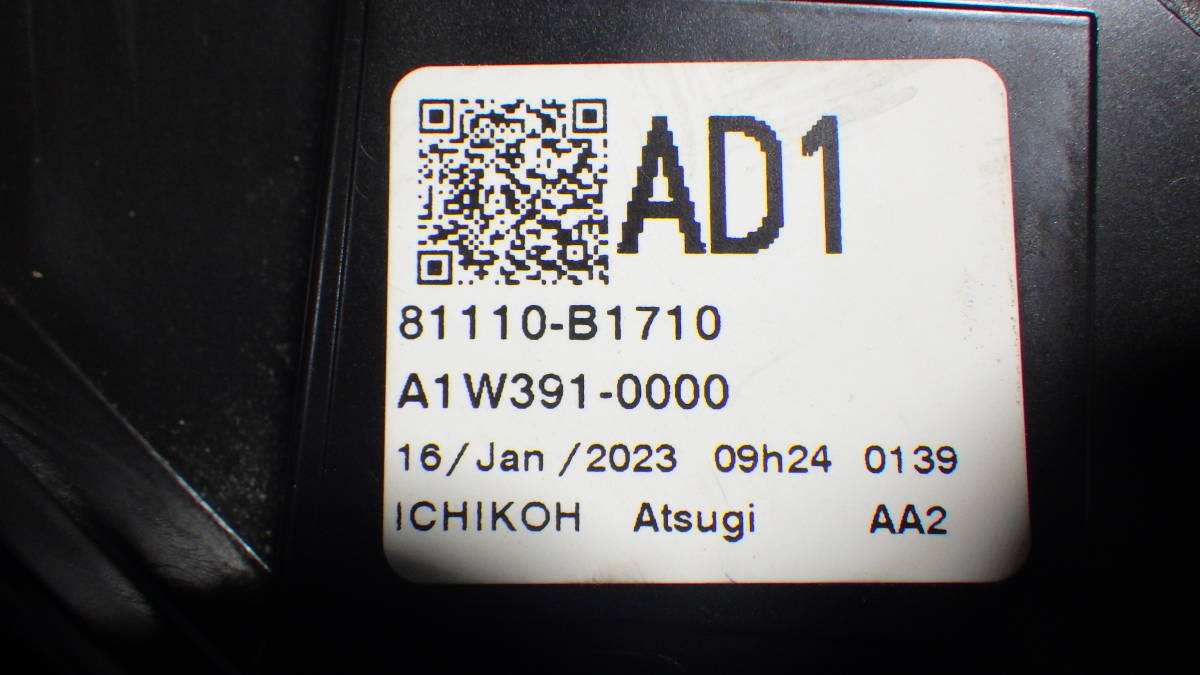 AD1
81110-B1710
A1W391-0000
16/Jan/2023 09h24 0139
ICHIKOH Atsugi AA2